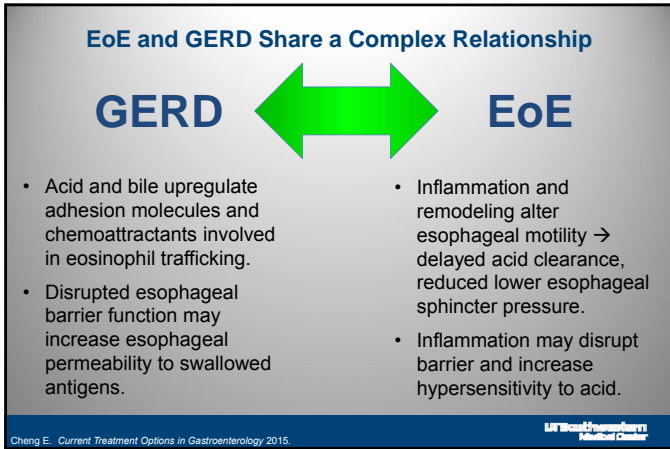 EoE and GERD Share a Complex Relationship
GERD
EoE
• Acid and bile upregulate
adhesion molecules and
chemoattractants involved
in eosinophil trafficking.
• Disrupted esophageal
barrier function may
increase esophageal
permeability to swallowed
antigens.
• Inflammation and
remodeling alter
esophageal motility →
delayed acid clearance,
reduced lower esophageal
sphincter pressure.
• Inflammation may disrupt
barrier and increase
hypersensitivity to acid.
Cheng E. Current Treatment Options in Gastroenterology 2015.
UTSouthwestern
Medical Center